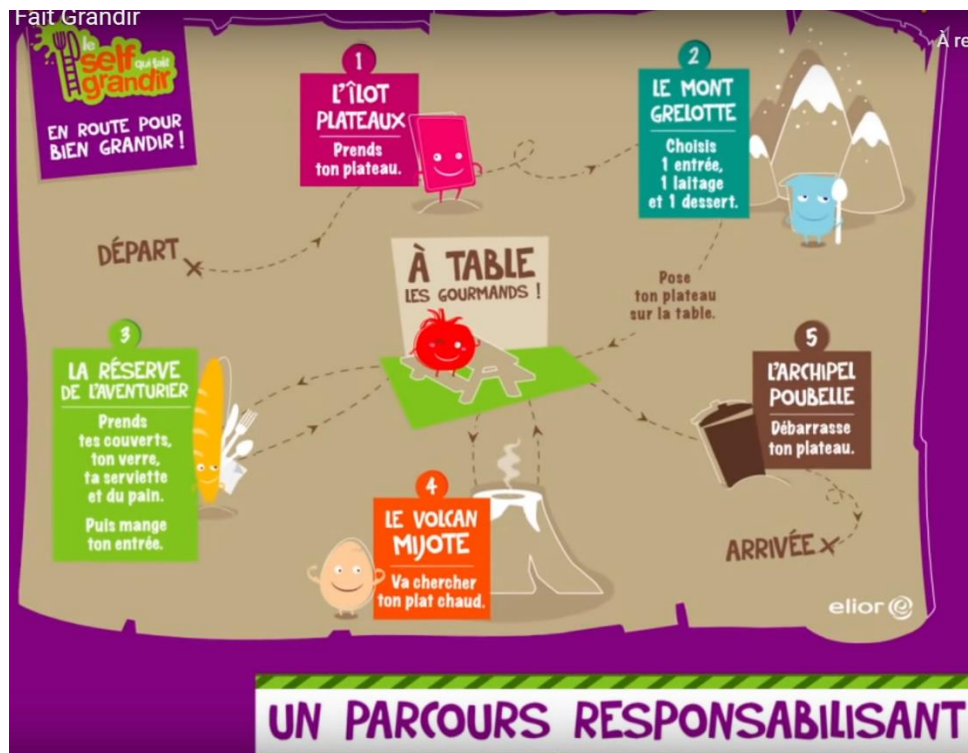 Fait Grandir
À re
le
self
qui fait
grandir
EN ROUTE POUR
BIEN GRANDIR !
1
L'ÎLOT
PLATEAUX
Prends
ton plateau.
2
LE MONT
GRELOTTE
Choisis
1 entrée,
1 laitage
et 1 dessert.
DÉPART
À TABLE
LES GOURMANDS !
Pose
ton plateau
sur la table.
3
LA RÉSERVE
DE L'AVENTURIER
Prends
tes couverts,
ton verre,
ta serviette
et du pain.
Puis mange
ton entrée.
4
LE VOLCAN
MIJOTE
Va chercher
ton plat chaud.
5
L'ARCHIPEL
POUBELLE
Débarrasse
ton plateau.
ARRIVÉE
elior
UN PARCOURS RESPONSABILISANT